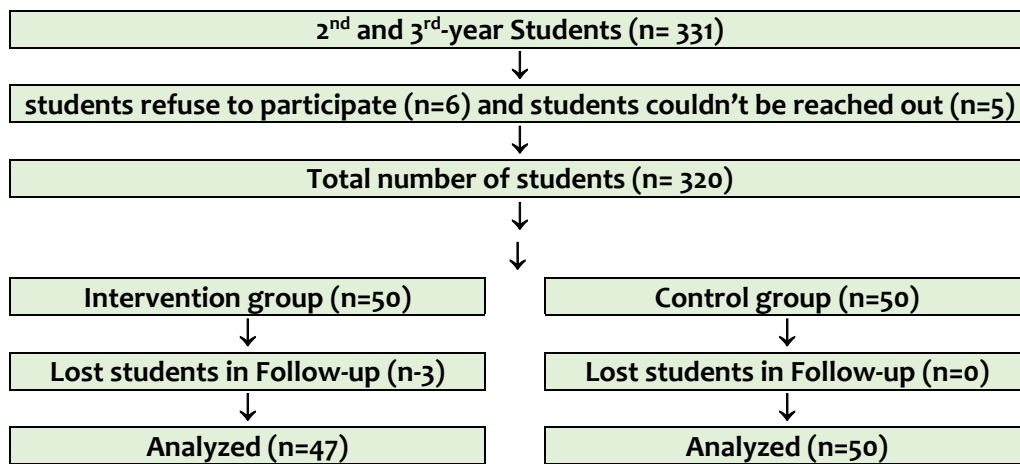 2nd and 3rd-year Students (n= 331)
↓
students refuse to participate (n=6) and students couldn't be reached out (n=5)
↓
Total number of students (n= 320)
↓
↓
Intervention group (n=50) Control group (n=50)
↓ ↓
Lost students in Follow-up (n-3) Lost students in Follow-up (n=0)
↓ ↓
Analyzed (n=47) Analyzed (n=50)